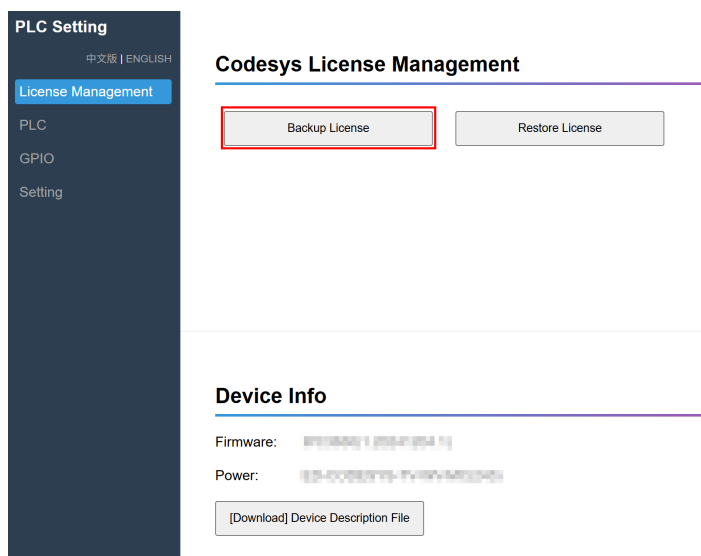 PLC Setting
中文版 | ENGLISH
License Management
PLC
GPIO
Setting
Codesys License Management
Backup License
Restore License
Device Info
Firmware:
Power:
[Download] Device Description File